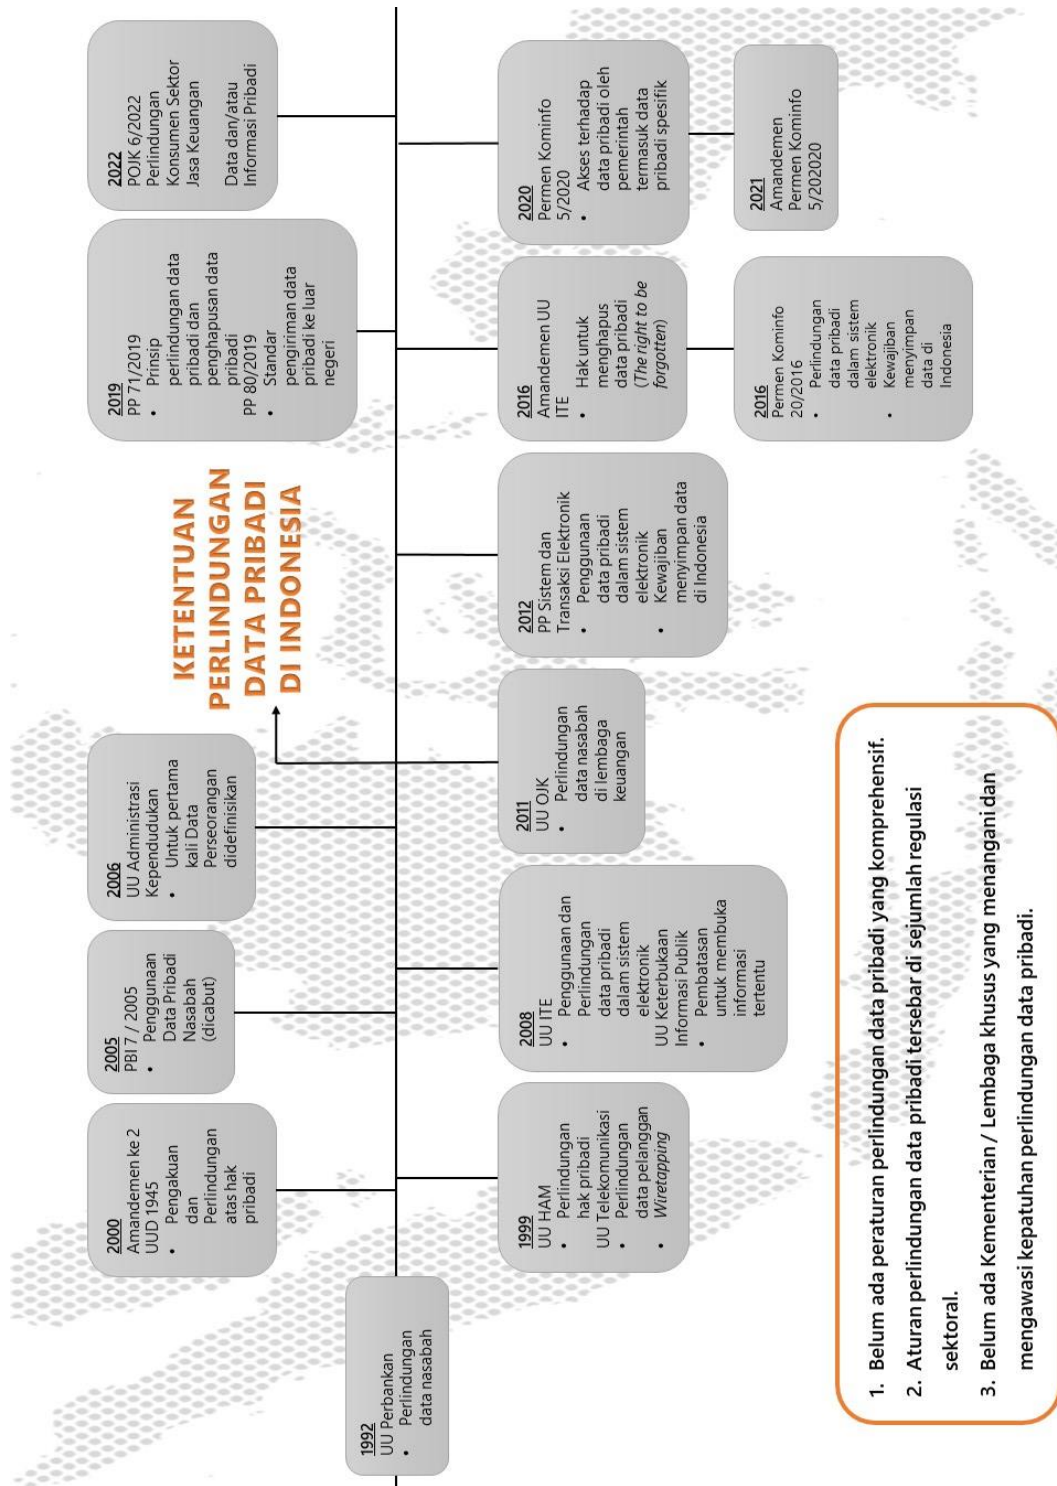 KETENTUAN
PERLINDUNGAN
DATA PRIBADI
DI INDONESIA
1992
UU Perbankan
• Perlindungan
data nasabah
1999
UU HAM
• Perlindungan
hak pribadi
UU Telekomunikasi
• Perlindungan
data pelanggan
• Wiretapping
2000
Amandemen ke 2
UUD 1945
• Pengakuan
dan
Perlindungan
atas hak
pribadi
2005
PBI 7 / 2005
• Penggunaan
Data Pribadi
Nasabah
(dicabut)
2006
UU Administrasi
Kependudukan
• Untuk pertama
kali Data
Perseorangan
didefinisikan
2008
UU ITE
• Penggunaan dan
Perlindungan
data pribadi
dalam sistem
elektronik
UU Keterbukaan
Informasi Publik
• Pembatasan
untuk membuka
informasi
tertentu
2011
UU OJK
• Perlindungan
data nasabah
di lembaga
keuangan
2012
PP Sistem dan
Transaksi Elektronik
• Penggunaan
data pribadi
dalam sistem
elektronik
• Kewajiban
menyimpan data
di Indonesia
2016
Amandemen UU
ITE
• Hak untuk
menghapus
data pribadi
(The right to be
forgotten)
2016
Permen Kominfo
20/2016
• Perlindungan
data pribadi
dalam sistem
elektronik
• Kewajiban
menyimpan
data di
Indonesia
2019
PP 71/2019
• Prinsip
perlindungan data
pribadi dan
penghapusan data
pribadi
PP 80/2019
• Standar
pengiriman data
pribadi ke luar
negeri
2020
Permen Kominfo
5/2020
• Akses terhadap
data pribadi oleh
pemerintah
termasuk data
pribadi spesifik
2021
Amandemen
Permen Kominfo
5/202020
2022
POJK 6/2022
Perlindungan
Konsumen Sektor
Jasa Keuangan
Data dan/atau
Informasi Pribadi
1. Belum ada peraturan perlindungan data pribadi yang komprehensif.
2. Aturan perlindungan data pribadi tersebar di sejumlah regulasi
sektoral.
3. Belum ada Kementerian / Lembaga khusus yang menangani dan
mengawasi kepatuhan perlindungan data pribadi.